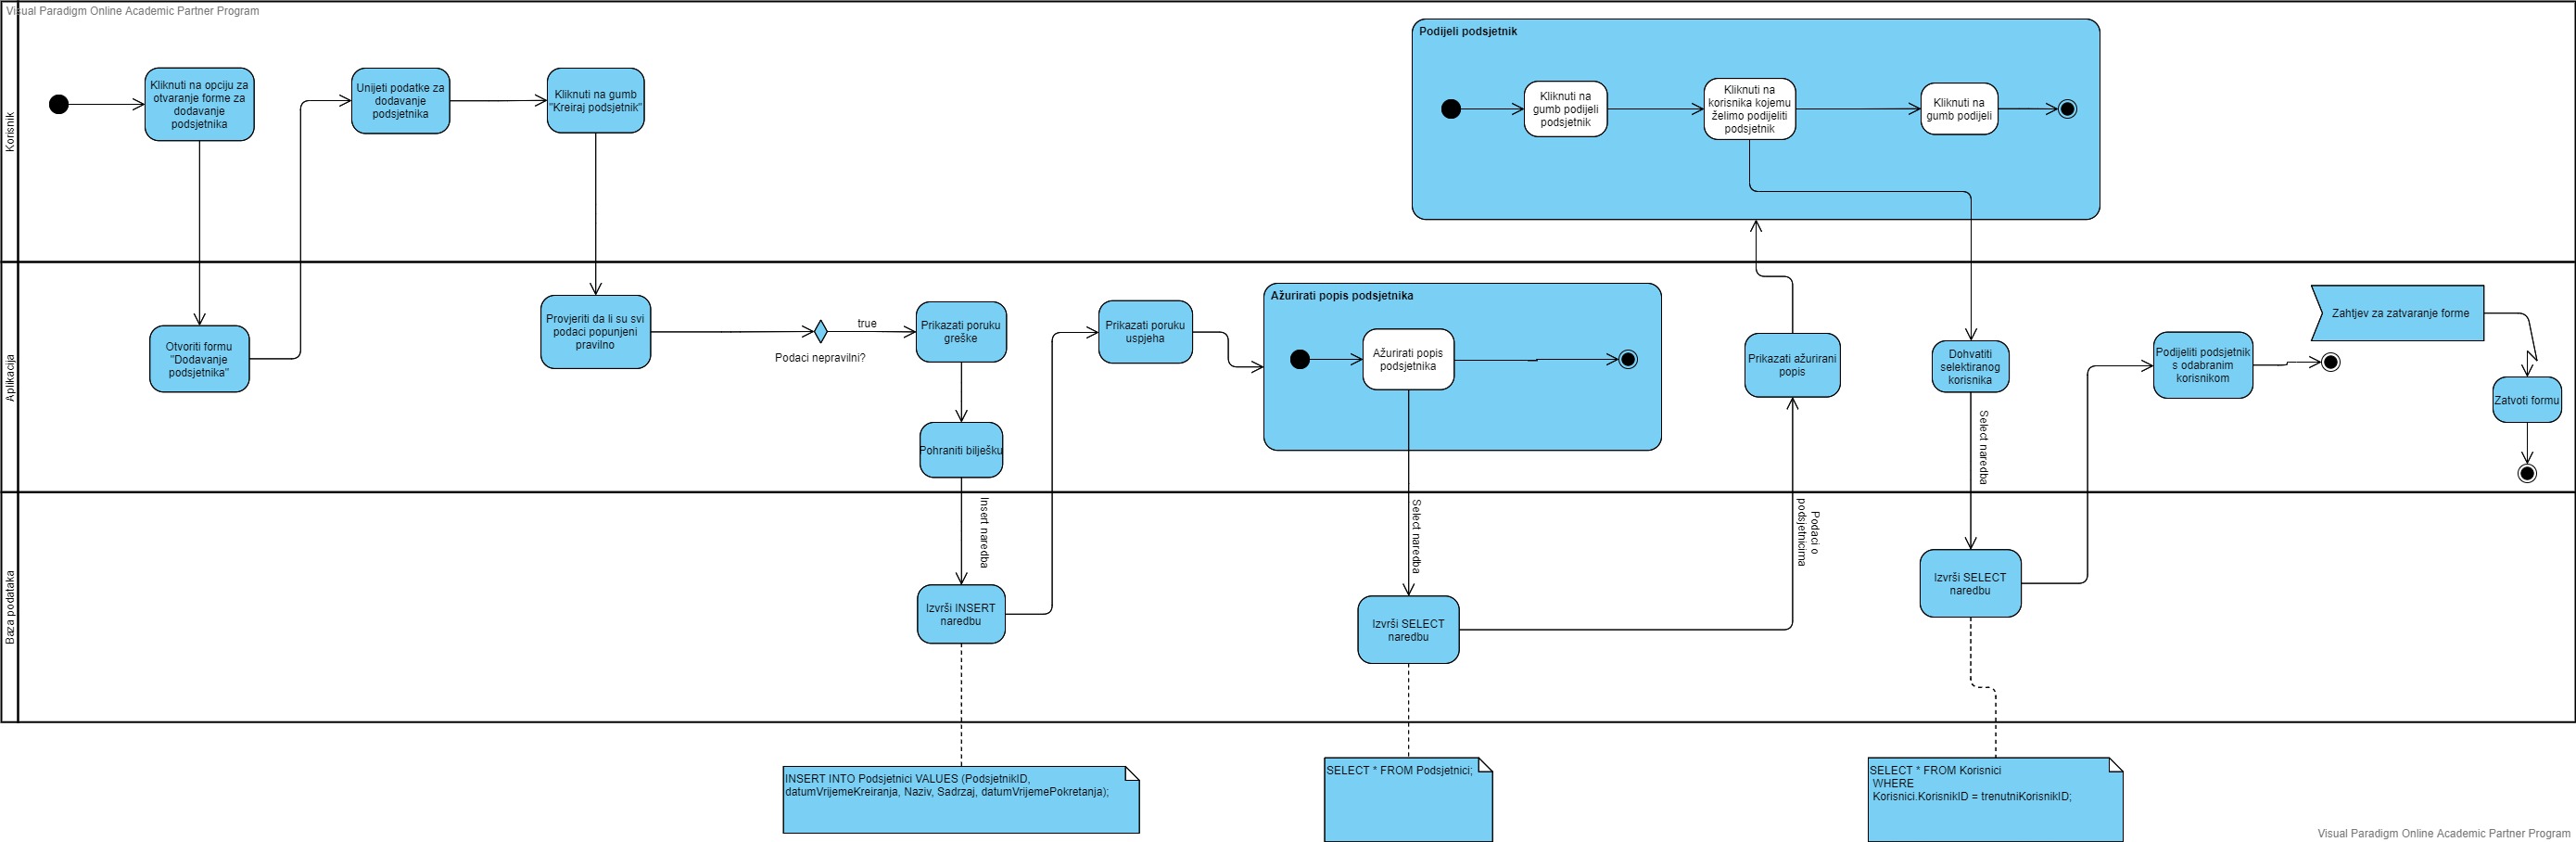 Visual Paradigm Online Academic Partner Program
Korisnik
Kliknuti na opciju za
otvaranje forme za
dodavanje
podsjetnika
Unijeti podatke za
dodavanje
podsjetnika
Kliknuti na gumb
"Kreiraj podsjetnik"
Podijeli podsjetnik
Kliknuti na
gumb podijeli
podsjetnik
Kliknuti na
korisnika kojemu
želimo podijeliti
podsjetnik
Kliknuti na
gumb podijeli
Aplikacija
Otvoriti formu
"Dodavanje
podsjetnika"
Provjeriti da li su svi
podaci popunjeni
pravilno
true
Podaci nepravilni?
Prikazati poruku
greške
Pohraniti bilješku
Prikazati poruku
uspjeha
Ažurirati popis podsjetnika
Ažurirati popis
podsjetnika
Prikazati ažurirani
popis
Dohvatiti
selektiranog
korisnika
Select naredba
Podijeliti podsjetnik
s odabranim
korisnikom
Zahtjev za zatvaranje forme
Zatvoti formu
Baza podataka
Insert naredba
Izvrši INSERT
naredbu
Select naredba
Izvrši SELECT
naredbu
Podaci o
podsjetnicima
Izvrši SELECT
naredbu
INSERT INTO Podsjetnici VALUES (PodsjetnikID,
datumVrijemeKreiranja, Naziv, Sadrzaj, datumVrijemePokretanja);
SELECT * FROM Podsjetnici;
SELECT * FROM Korisnici
WHERE
Korisnici.KorisnikID = trenutniKorisnikID;
Visual Paradigm Online Academic Partner Program